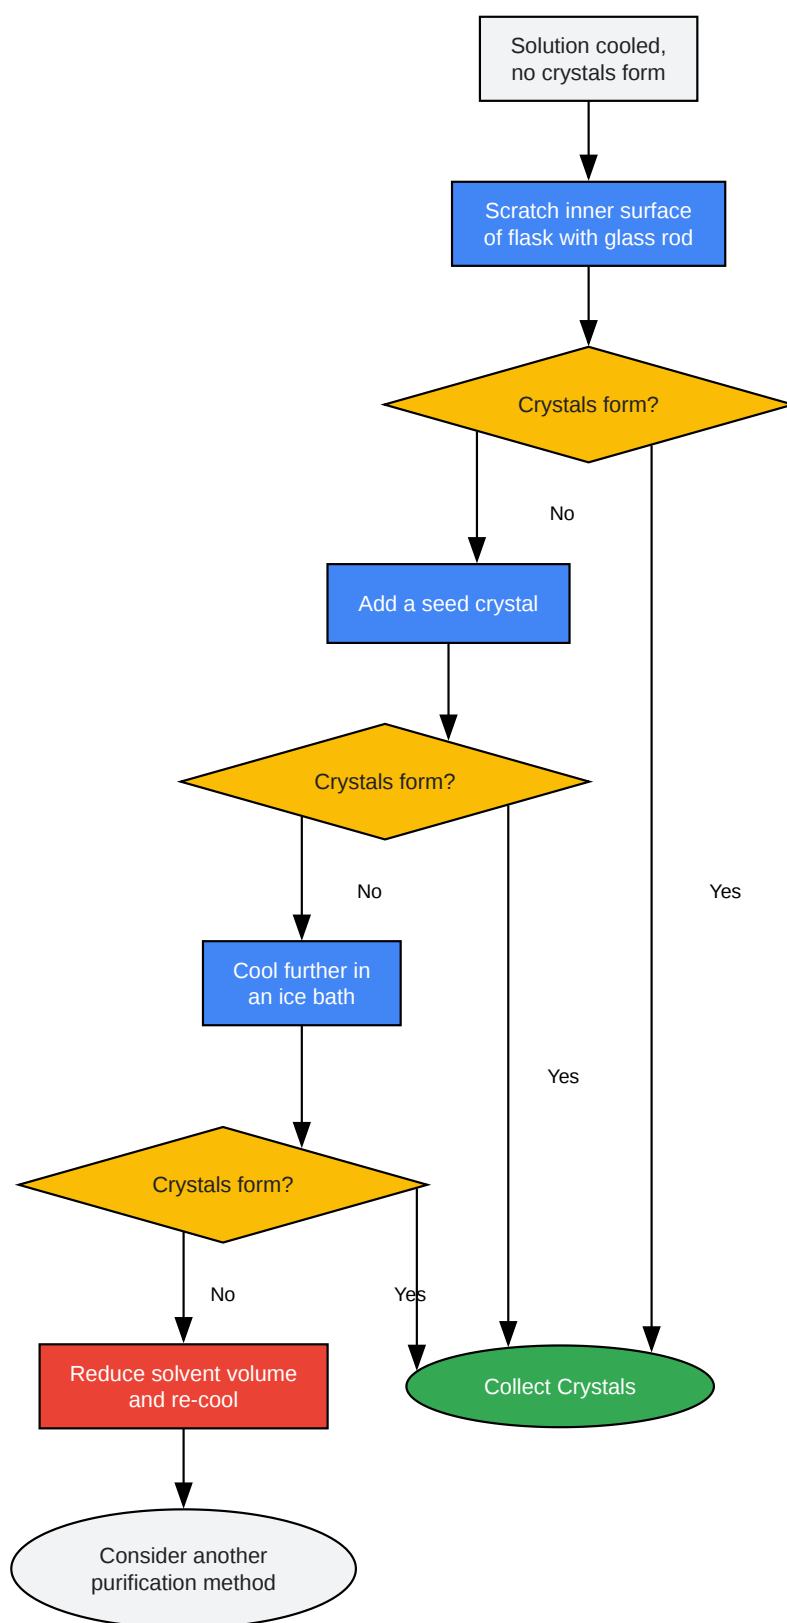 Solution cooled,
no crystals form
Scratch inner surface
of flask with glass rod
Crystals form?
No
Add a seed crystal
Crystals form?
No
Yes
Cool further in
an ice bath
Yes
Crystals form?
No
Yes
Reduce solvent volume
and re-cool
Collect Crystals
Consider another
purification method